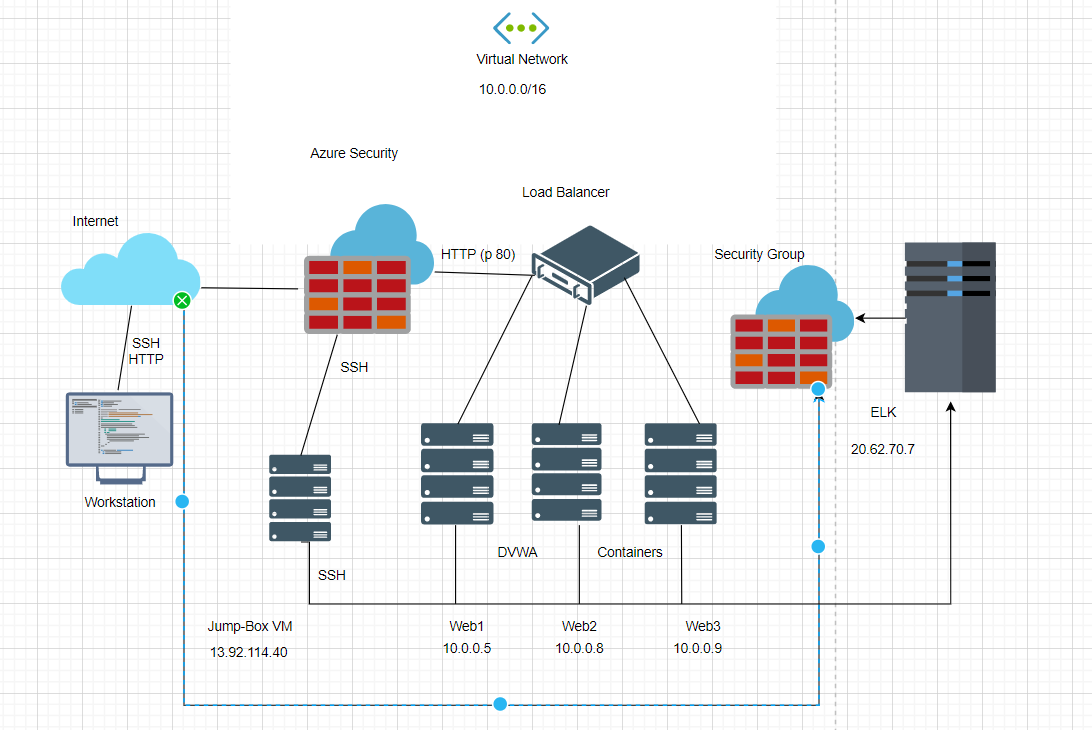 Virtual Network
10.0.0.0/16
Azure Security
Load Balancer
Internet
HTTP (p 80)
Security Group
SSH
HTTP
SSH
ELK
20.62.70.7
Workstation
DVWA
Containers
SSH
Jump-Box VM
13.92.114.40
Web1
10.0.0.5
Web2
10.0.0.8
Web3
10.0.0.9